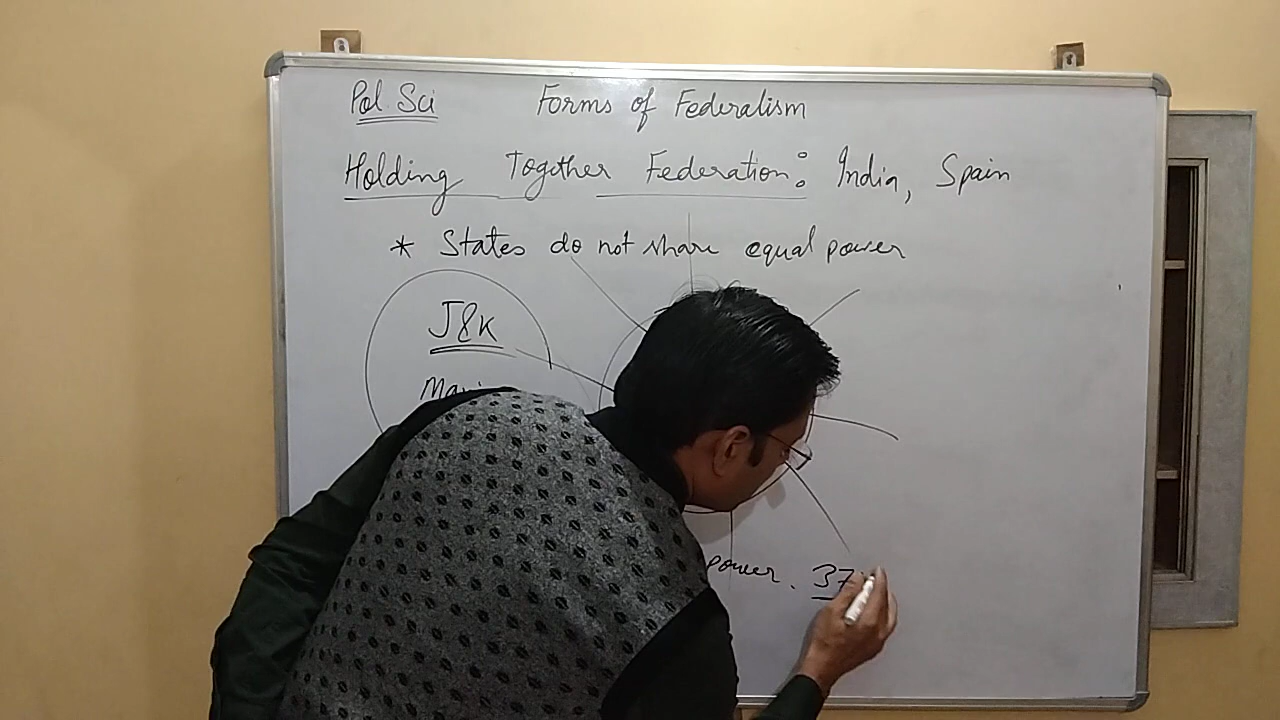 Pol Sci Forms of Federalism
Holding Together Federation: India, Spain
* States do not share equal power
J&K
power. 37